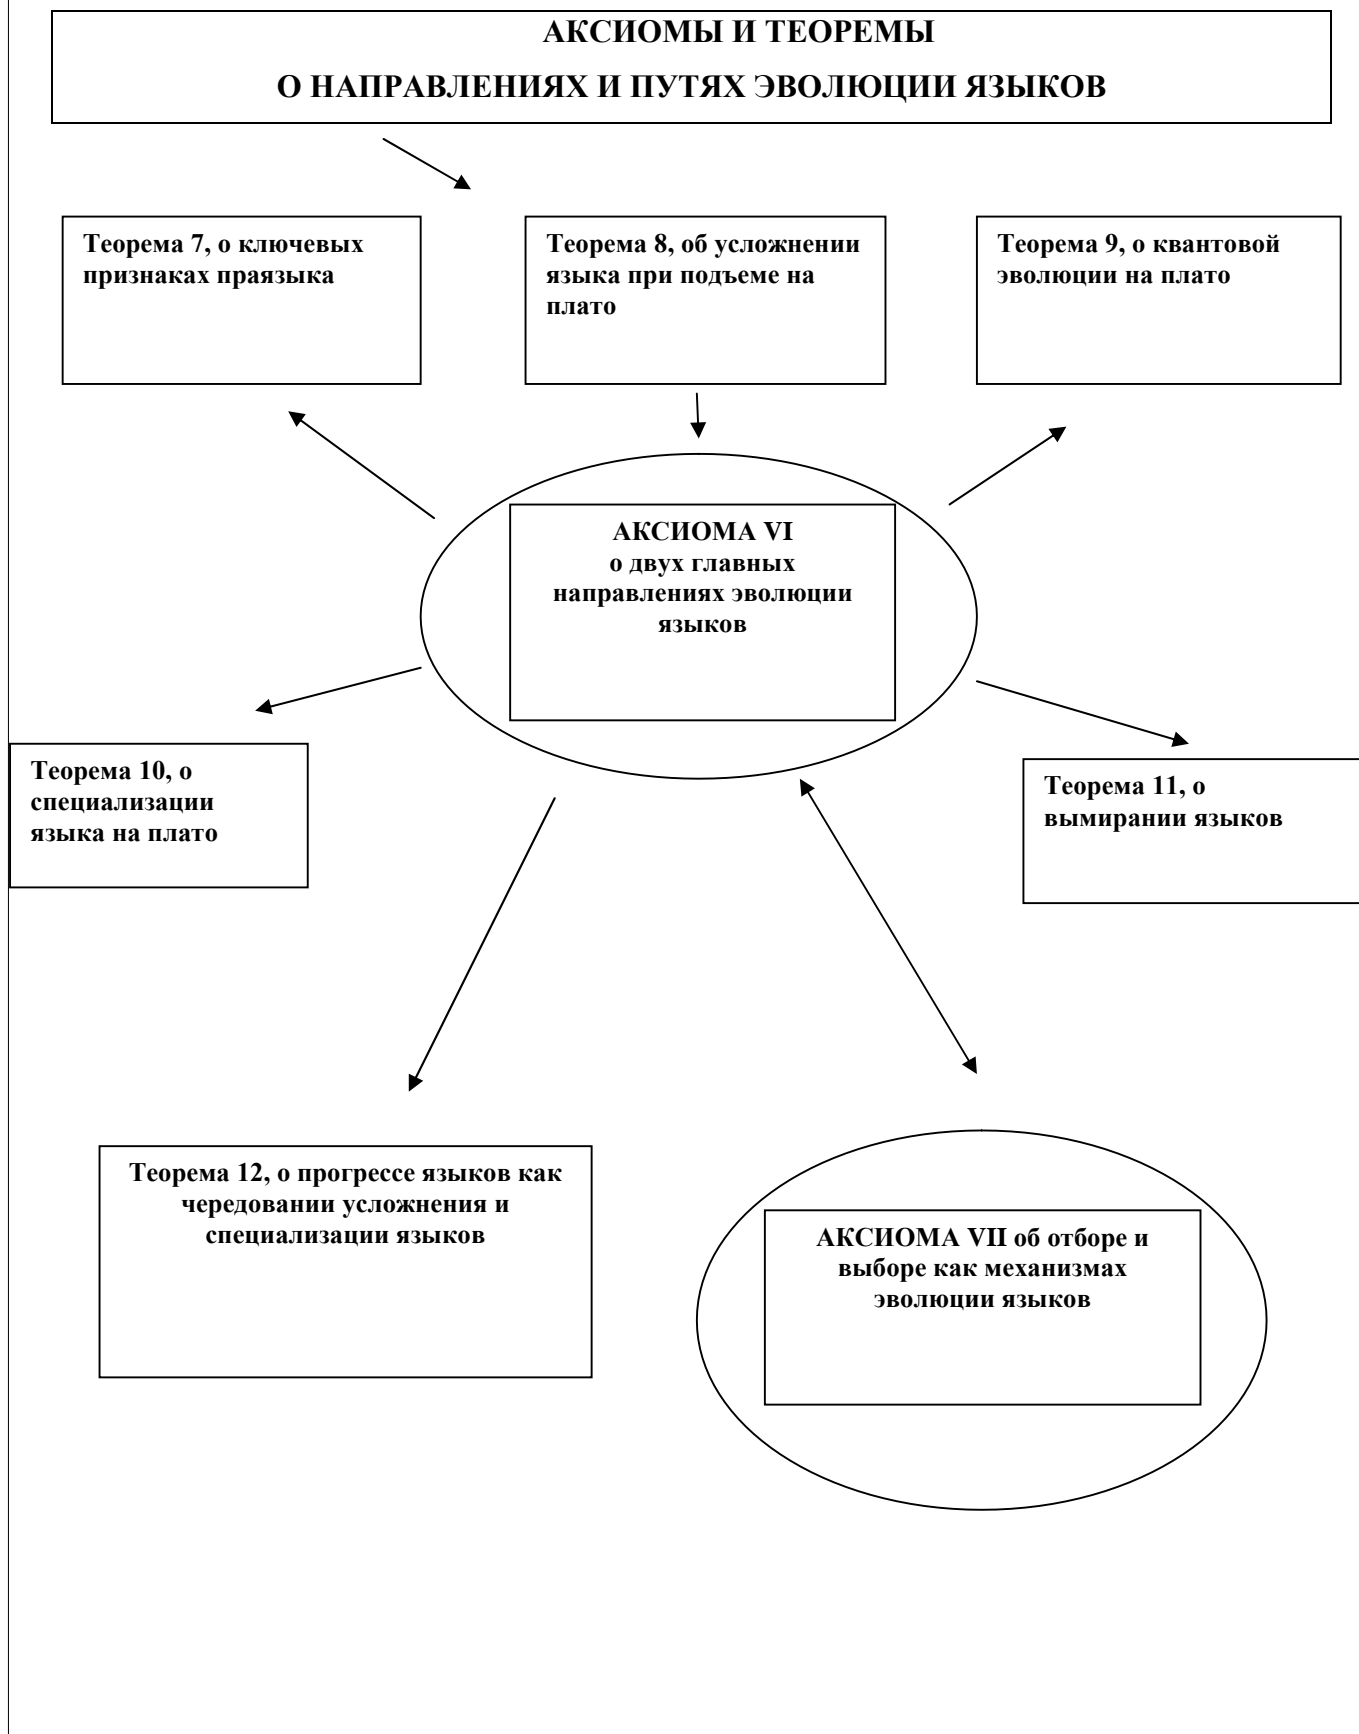 АКСИОМЫ И ТЕОРЕМЫ
О НАПРАВЛЕНИЯХ И ПУТЯХ ЭВОЛЮЦИИ ЯЗЫКОВ
Теорема 7, о ключевых
признаках праязыка
Теорема 8, об усложнении
языка при подъеме на
плато
Теорема 9, о квантовой
эволюции на плато
АКСИОМА VI
о двух главных
направлениях эволюции
языков
Теорема 10, о
специализации
языка на плато
Теорема 11, о
вымирании языков
Теорема 12, о прогрессе языков как
чередовании усложнения и
специализации языков
АКСИОМА VII об отборе и
выборе как механизмах
эволюции языков